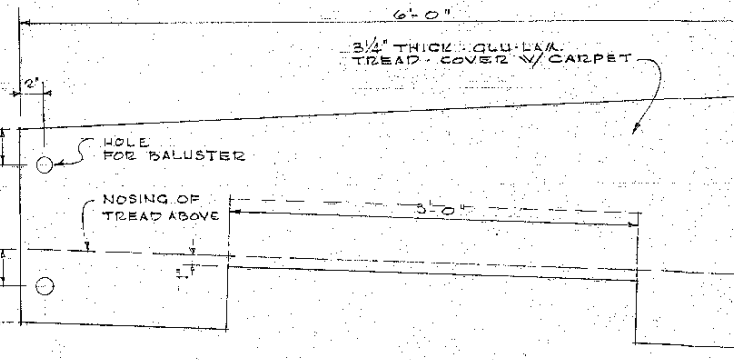 6'-0"
3 1/4" THICK GLU-LAM
TREAD - COVER W/ CARPET
2"
HOLE
FOR BALUSTER
NOSING OF
TREAD ABOVE
3'-0"
1"